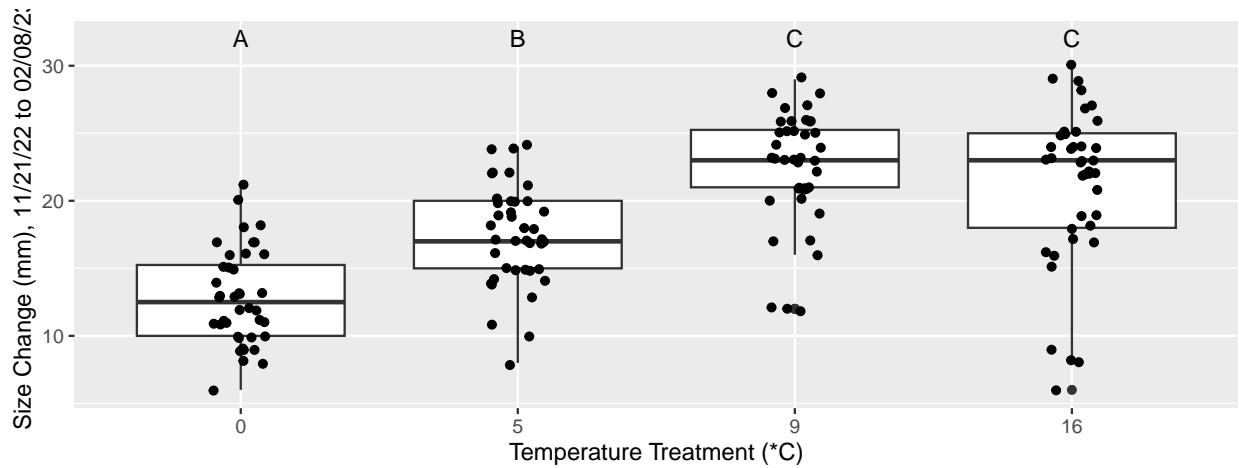 A B C C
Size Change (mm), 11/21/22 to 02/08/2
30
20
10
0 5 9 16
Temperature Treatment (*C)